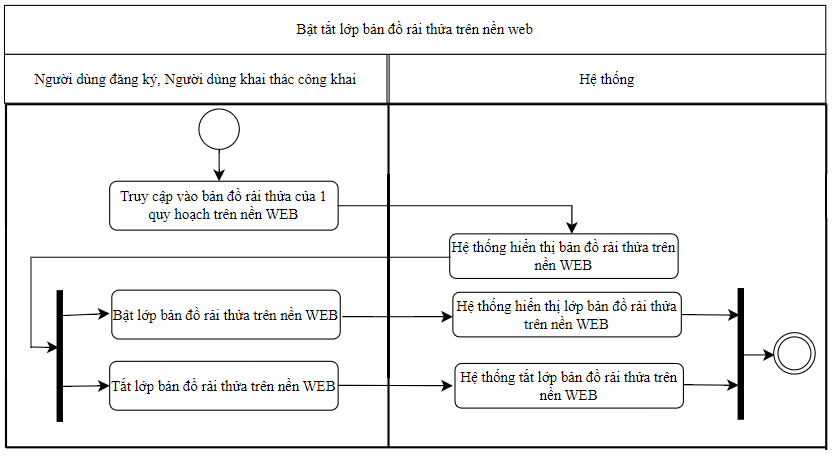 Bật tắt lớp bản đồ rải thửa trên nền web
Người dùng đăng ký, Người dùng khai thác công khai
Hệ thống
Truy cập vào bản đồ rải thửa của 1
quy hoạch trên nền WEB
Hệ thống hiển thị bản đồ rải thửa trên
nền WEB
Bật lớp bản đồ rải thửa trên nền WEB
Hệ thống hiển thị lớp bản đồ rải thửa
trên nền WEB
Tắt lớp bản đồ rải thửa trên nền WEB
Hệ thống tắt lớp bản đồ rải thửa trên
nền WEB